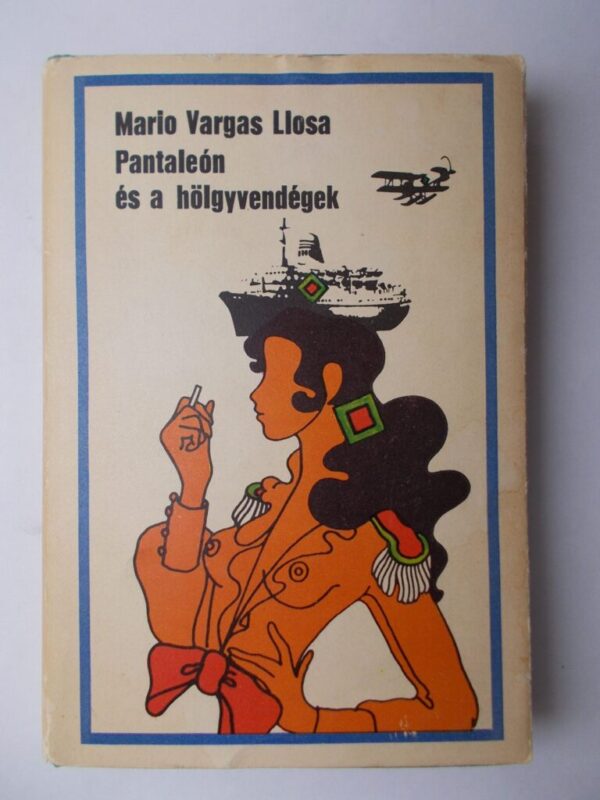 Mario Vargas Llosa
Pantaleón
és a hölgyvendégek